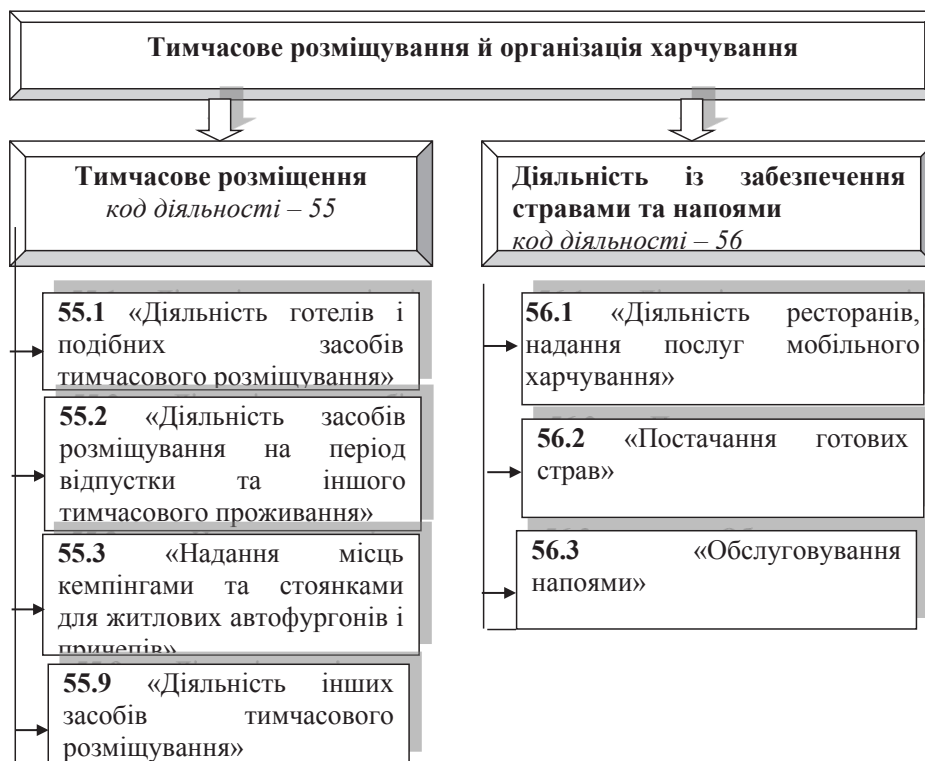 Тимчасове розміщування й організація харчування
Тимчасове розміщення
код діяльності – 55
55.1 «Діяльність готелів і
подібних засобів
тимчасового розміщування»
55.2 «Діяльність засобів
розміщування на період
відпустки та іншого
тимчасового проживання»
55.3 «Надання місць
кемпінгами та стоянками
для житлових автофургонів і
причепів»
55.9 «Діяльність інших
засобів тимчасового
розміщування»
Діяльність із забезпечення
стравами та напоями
код діяльності – 56
56.1 «Діяльність ресторанів,
надання послуг мобільного
харчування»
56.2 «Постачання готових
страв»
56.3 «Обслуговування
напоями»